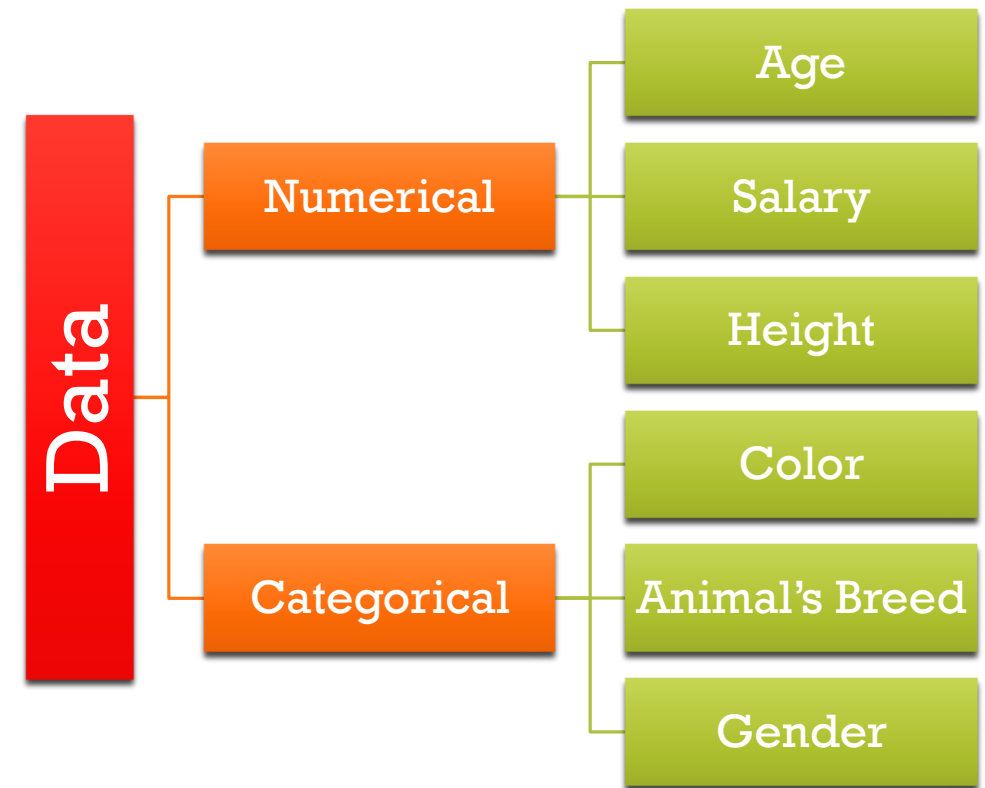 Data
Numerical
Age
Salary
Height
Categorical
Color
Animal’s Breed
Gender